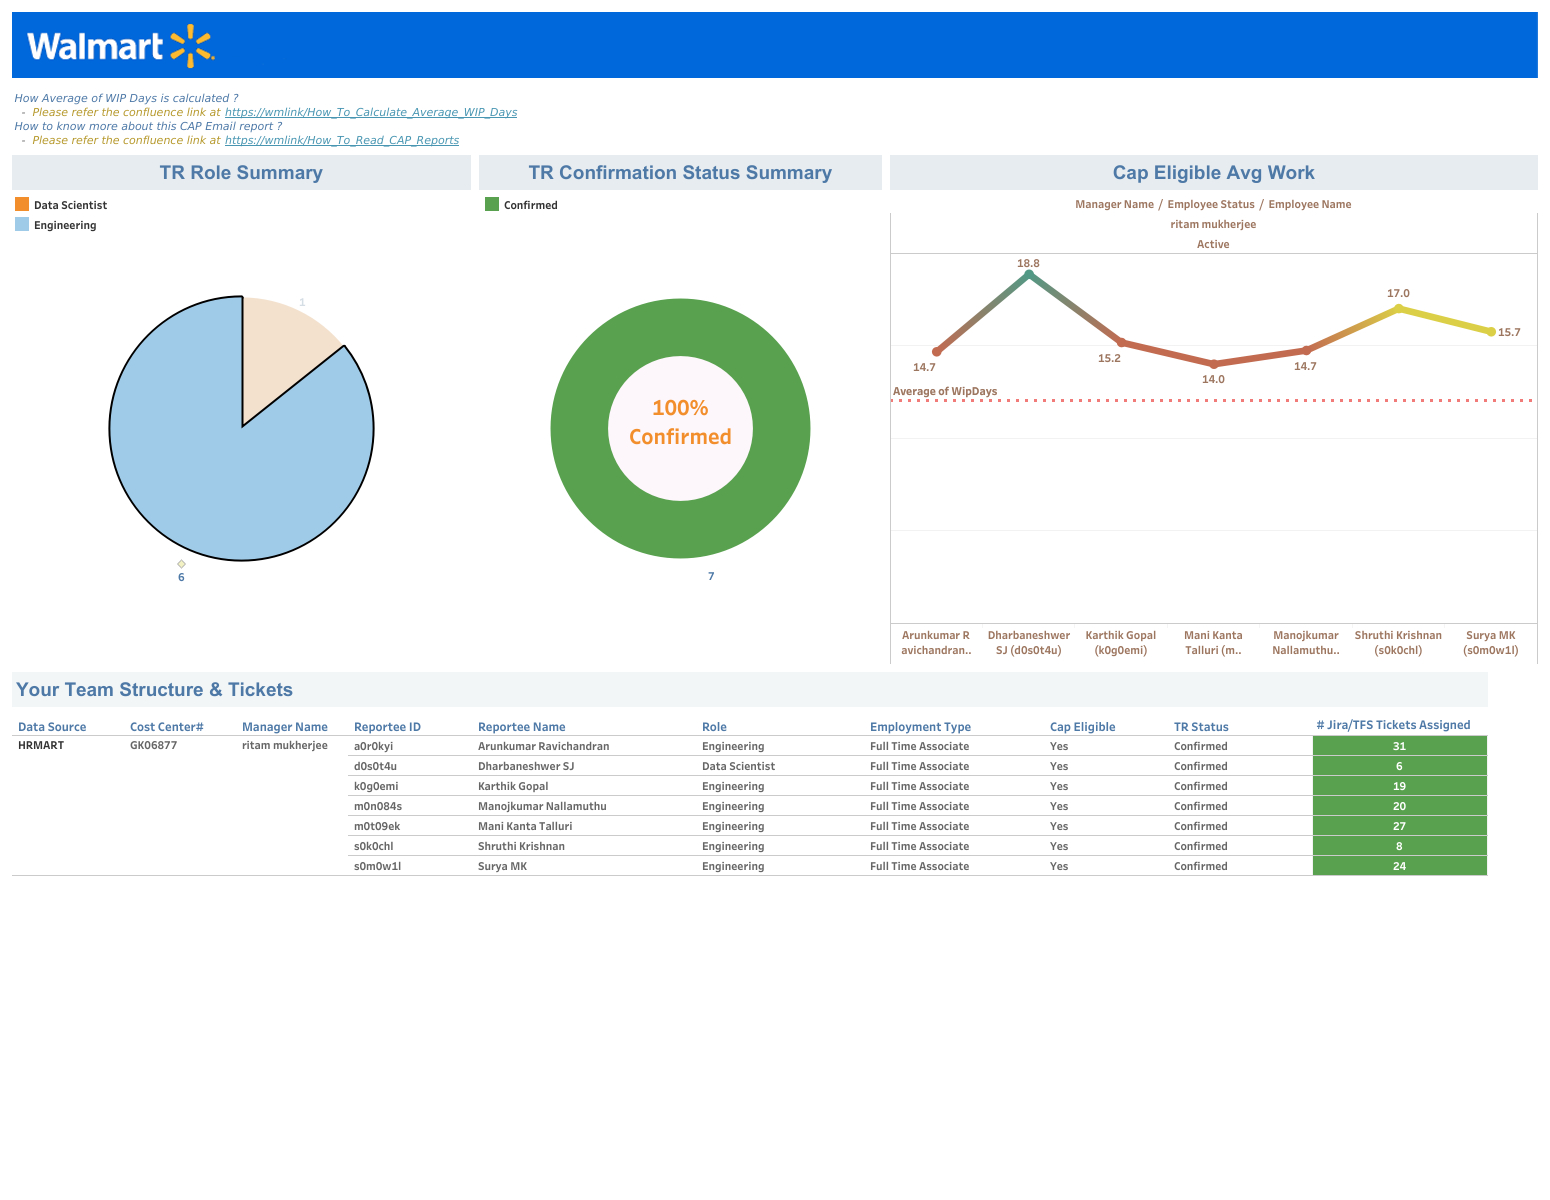 Walmart
How Average of WIP Days is calculated ?
- Please refer the confluence link at https://wmlink/How_To_Calculate_Average_WIP_Days
How to know more about this CAP Email report ?
- Please refer the confluence link at https://wmlink/How_To_Read_CAP_Reports
TR Role Summary
Data Scientist
Engineering
1
6
TR Confirmation Status Summary
Confirmed
100%
Confirmed
7
Cap Eligible Avg Work
Manager Name / Employee Status / Employee Name
ritam mukherjee
Active
14.7
18.8
15.2
14.0
14.7
17.0
15.7
Average of WipDays
Arunkumar R
avichandran..
Dharbaneshwer
SJ (d0s0t4u)
Karthik Gopal
(k0g0emi)
Mani Kanta
Talluri (m..
Manojkumar
Nallamuthu..
Shruthi Krishnan
(s0k0chl)
Surya MK
(s0m0w1l)
Your Team Structure & Tickets
Data Source Cost Center# Manager Name Reportee ID Reportee Name Role Employment Type Cap Eligible TR Status # Jira/TFS Tickets Assigned
HRMART GK06877 ritam mukherjee a0r0kyi Arunkumar Ravichandran Engineering Full Time Associate Yes Confirmed 31
d0s0t4u Dharbaneshwer SJ Data Scientist Full Time Associate Yes Confirmed 6
k0g0emi Karthik Gopal Engineering Full Time Associate Yes Confirmed 19
m0n084s Manojkumar Nallamuthu Engineering Full Time Associate Yes Confirmed 20
m0t09ek Mani Kanta Talluri Engineering Full Time Associate Yes Confirmed 27
s0k0chl Shruthi Krishnan Engineering Full Time Associate Yes Confirmed 8
s0m0w1l Surya MK Engineering Full Time Associate Yes Confirmed 24